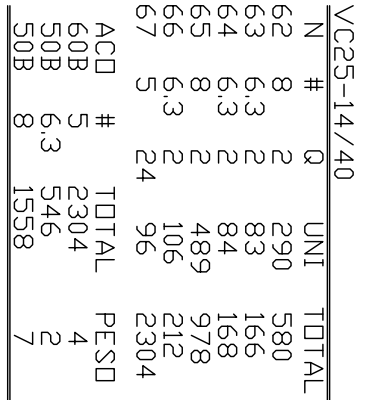 VC25-14/40
N # Q UNI TOTAL
62 8 2 290 580
63 6,3 2 83 166
64 6,3 2 84 168
65 8 2 489 978
66 6,3 2 106 212
67 5 24 96 2304
ACO # TOTAL PESO
60B 5 2304 4
50B 6,3 546 2
50B 8 1558 7